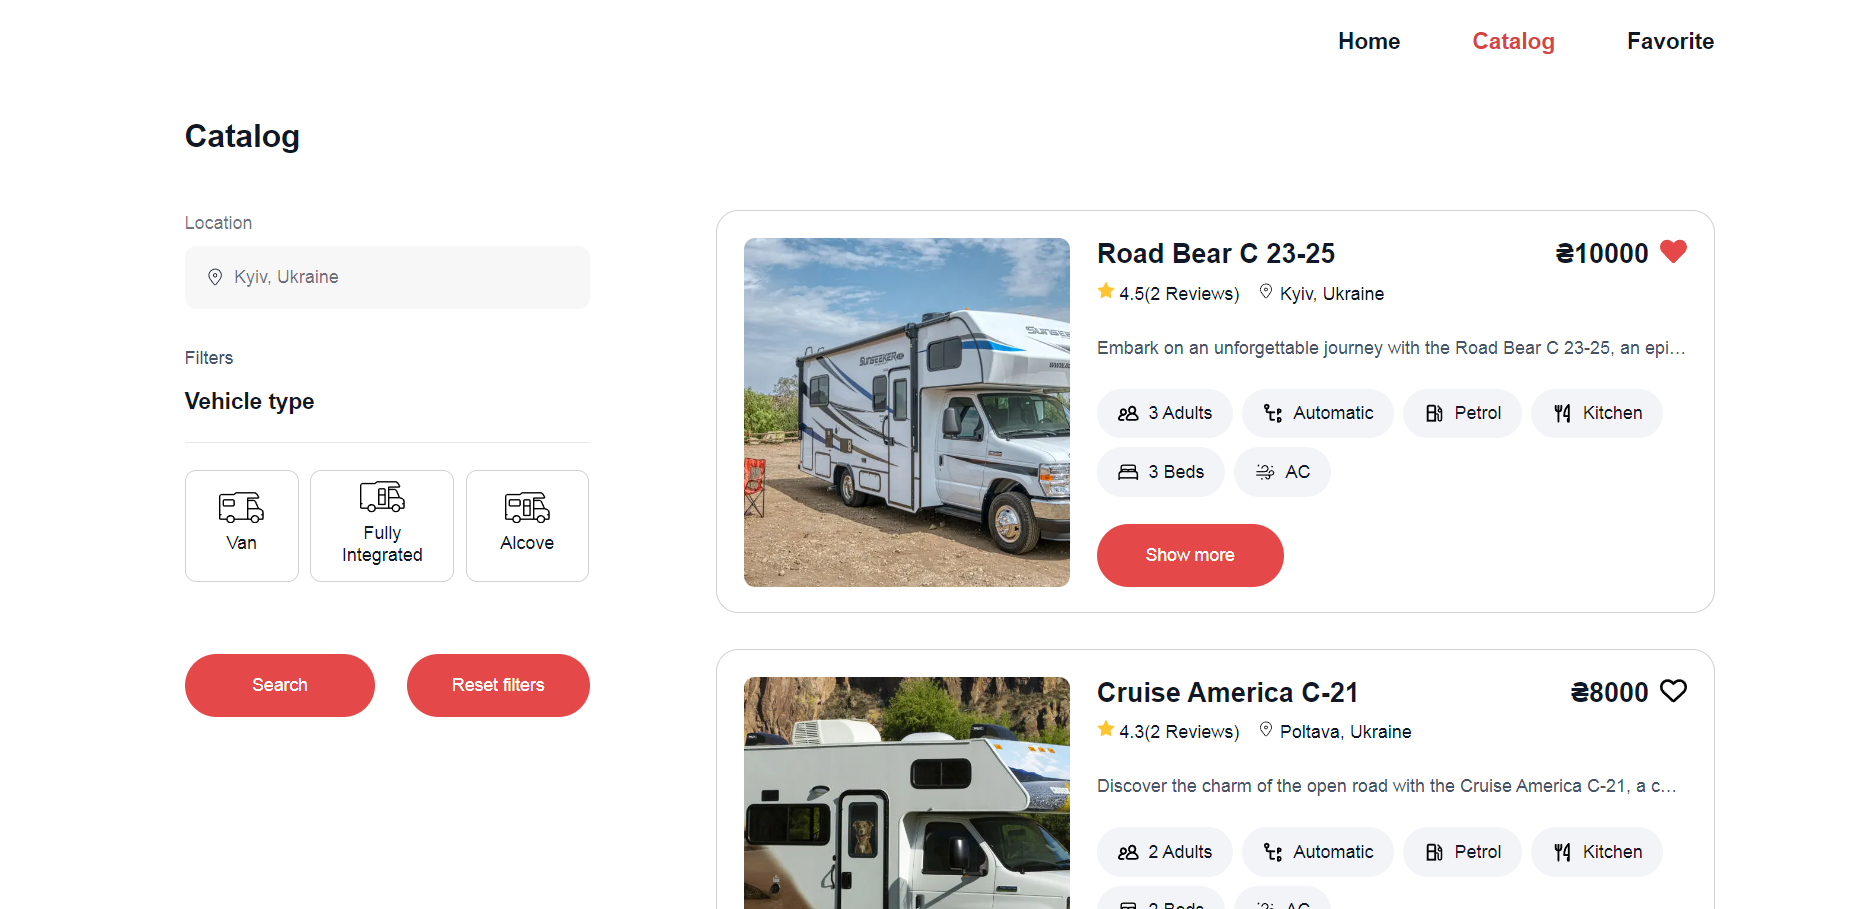 Home Catalog Favorite
Catalog
Location
Kyiv, Ukraine
Filters
Vehicle type
Van
Fully
Integrated
Alcove
Search Reset filters
SUNSEEKER
SUNSEEKER
Road Bear C 23-25 ₴10000
4.5(2 Reviews) Kyiv, Ukraine
Embark on an unforgettable journey with the Road Bear C 23-25, an epi…
3 Adults Automatic Petrol Kitchen
3 Beds AC
Show more
Cruise America C-21 ₴8000
4.3(2 Reviews) Poltava, Ukraine
Discover the charm of the open road with the Cruise America C-21, a c…
2 Adults Automatic Petrol Kitchen
AC